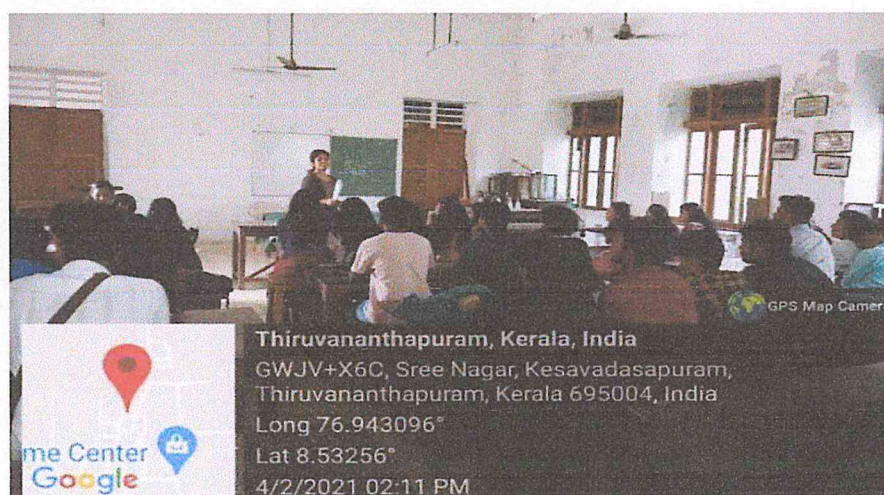 GPS Map Camer
Thiruvananthapuram, Kerala, India
GWJV+X6C, Sree Nagar, Kesavadasapuram,
Thiruvananthapuram, Kerala 695004, India
Long 76.943096°
Lat 8.53256°
4/2/2021 02:11 PM
me Center
Google